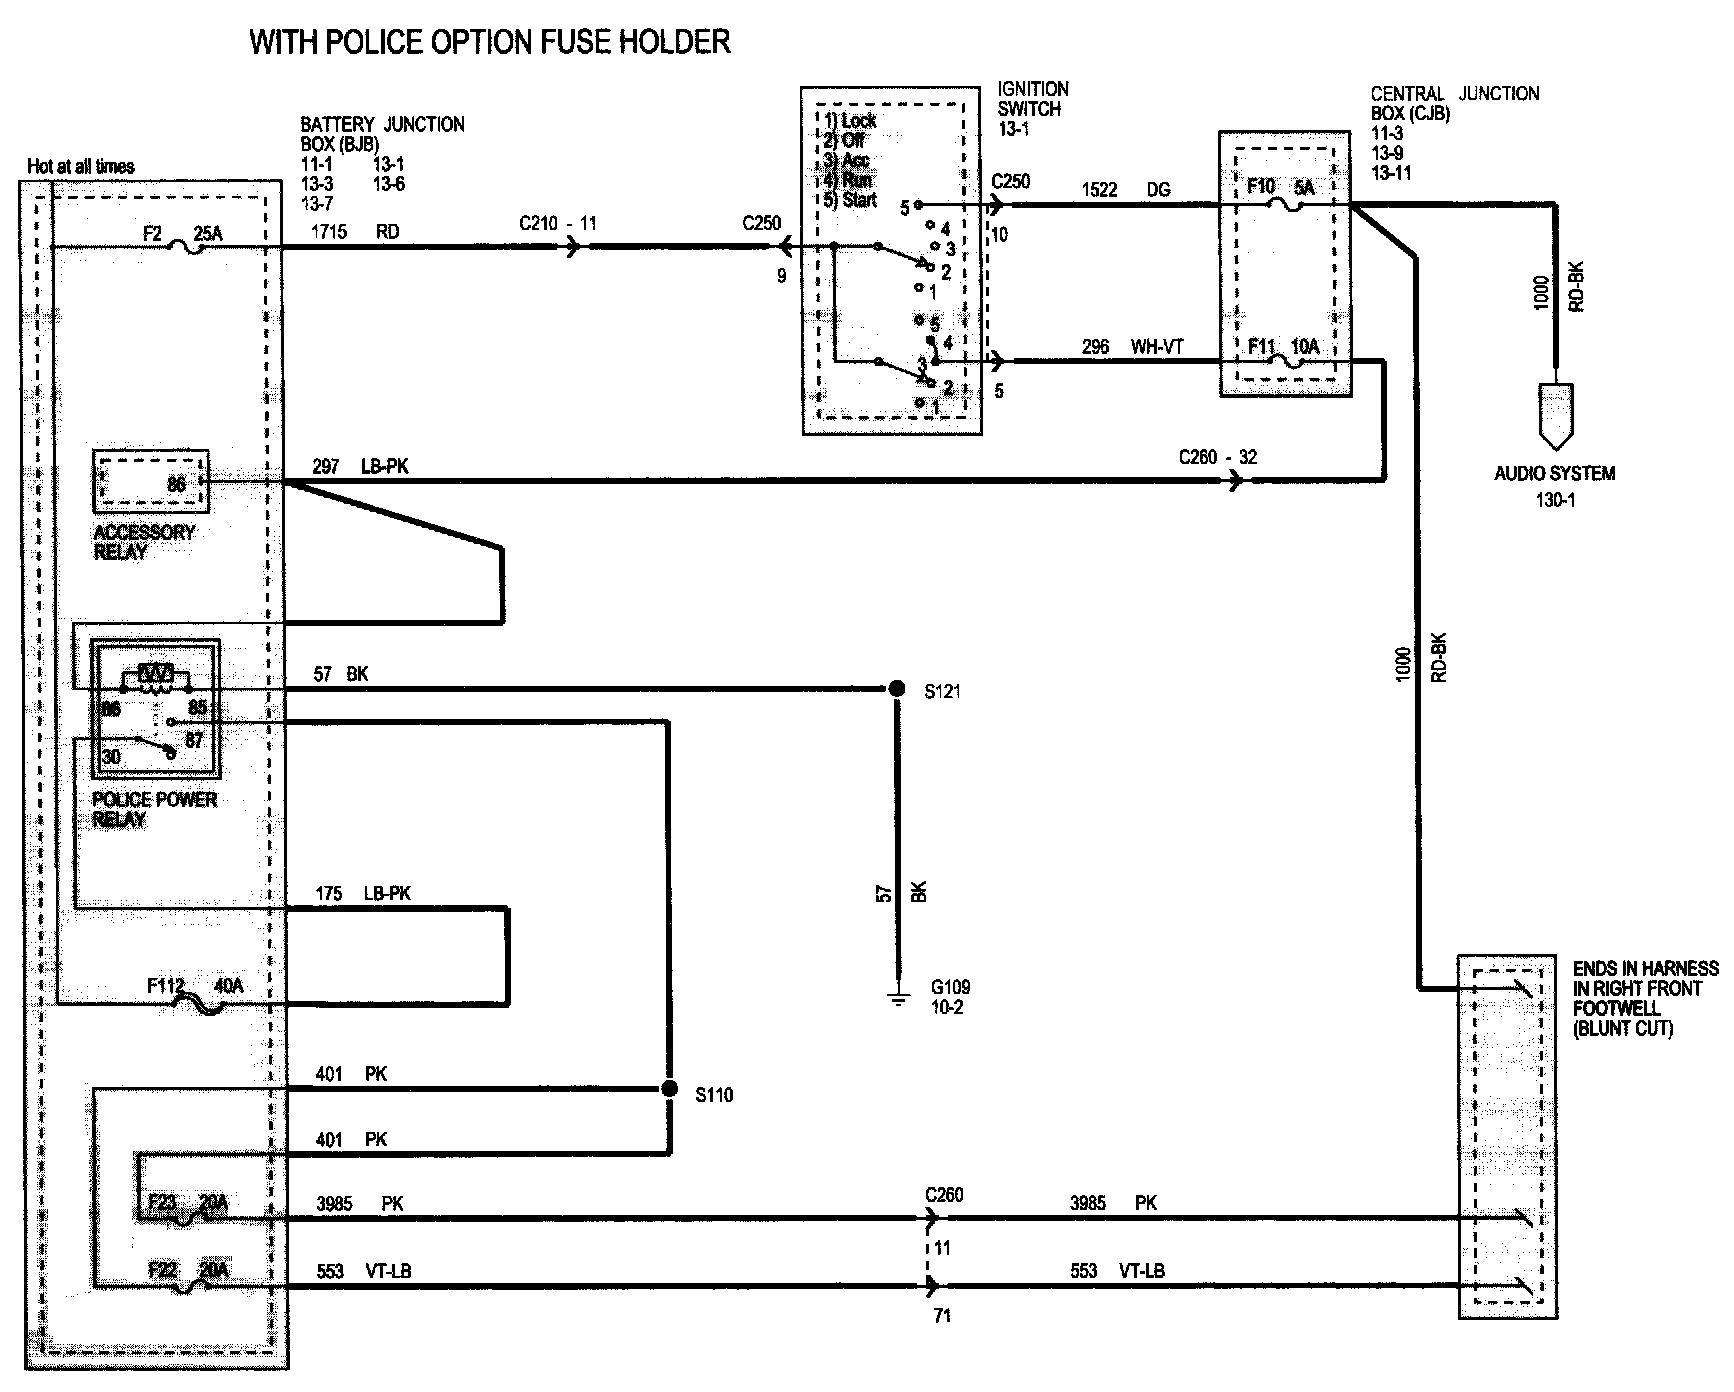 WITH POLICE OPTION FUSE HOLDER
IGNITION
SWITCH
13-1
CENTRAL JUNCTION
BOX (CJB)
11-3
13-9
13-11
BATTERY JUNCTION
BOX (BJB)
11-1 13-1
13-3 13-6
13-7
Hot at all times
1) Lock
2) Off
3) Acc
4) Run
5) Start
F2 25A
1715 RD
C210 - 11
C250
9
5
4
3
2
1
5
4
3
2
1
C250
10
1522 DG
F10 5A
296 WH-VT
5
F11 10A
1000
RD-BK
AUDIO SYSTEM
130-1
86
ACCESSORY
RELAY
297 LB-PK
C260 - 32
86
85
87
30
POLICE POWER
RELAY
57 BK
S121
57
BK
G109
10-2
1000
RD-BK
175 LB-PK
F112 40A
401 PK
S110
401 PK
F23 20A
3985 PK
C260
11
3985 PK
F22 20A
553 VT-LB
71
553 VT-LB
ENDS IN HARNESS
IN RIGHT FRONT
FOOTWELL
(BLUNT CUT)